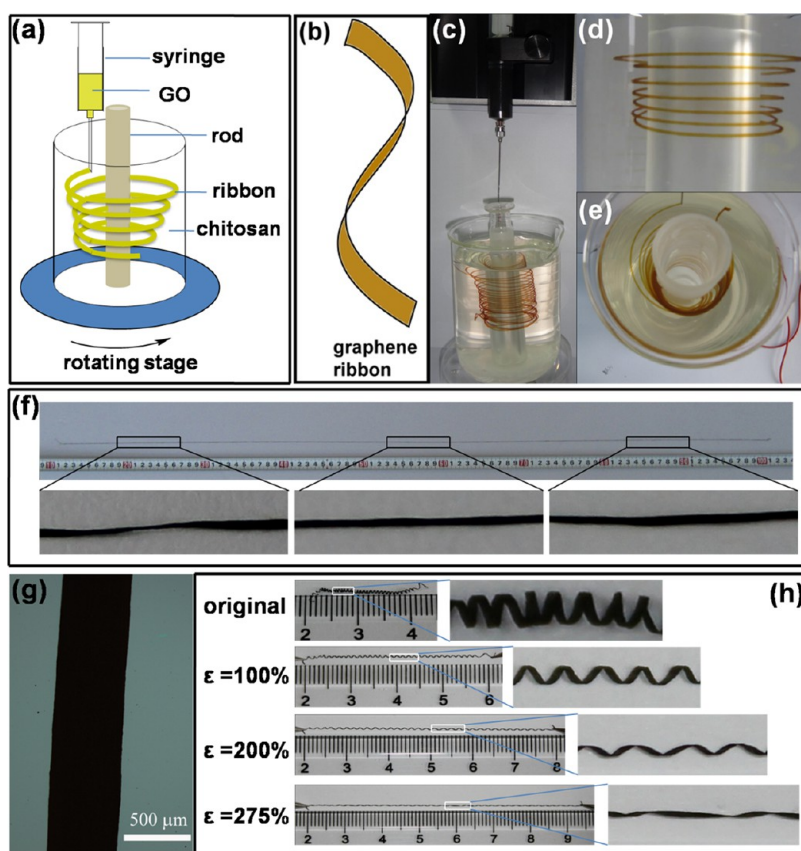 (a)
syringe
GO
rod
ribbon
chitosan
rotating stage
(b)
graphene
ribbon
(c)
(d)
(e)
(f)
(g)
500 μm
(h)
original
2 3 4
ε =100%
2 3 4 5 6
ε =200%
2 3 4 5 6 7 8
ε =275%
2 3 4 5 6 7 8 9